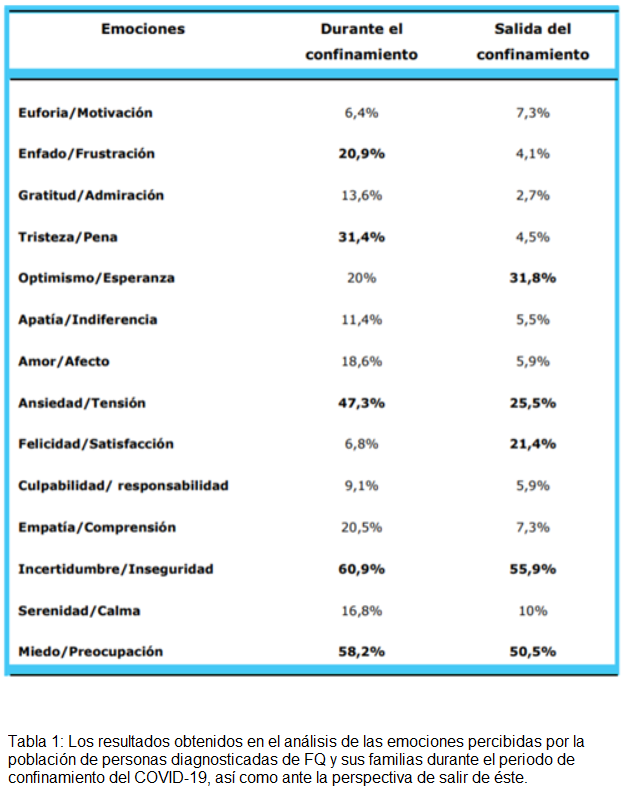 Emociones Durante el confinamiento Salida del confinamiento
Euforia/Motivación 6,4% 7,3%
Enfado/Frustración 20,9% 4,1%
Gratitud/Admiración 13,6% 2,7%
Tristeza/Pena 31,4% 4,5%
Optimismo/Esperanza 20% 31,8%
Apatía/Indiferencia 11,4% 5,5%
Amor/Afecto 18,6% 5,9%
Ansiedad/Tensión 47,3% 25,5%
Felicidad/Satisfacción 6,8% 21,4%
Culpabilidad/ responsabilidad 9,1% 5,9%
Empatía/Comprensión 20,5% 7,3%
Incertidumbre/Inseguridad 60,9% 55,9%
Serenidad/Calma 16,8% 10%
Miedo/Preocupación 58,2% 50,5%
Tabla 1: Los resultados obtenidos en el análisis de las emociones percibidas por la
población de personas diagnosticadas de FQ y sus familias durante el periodo de
confinamiento del COVID-19, así como ante la perspectiva de salir de éste.